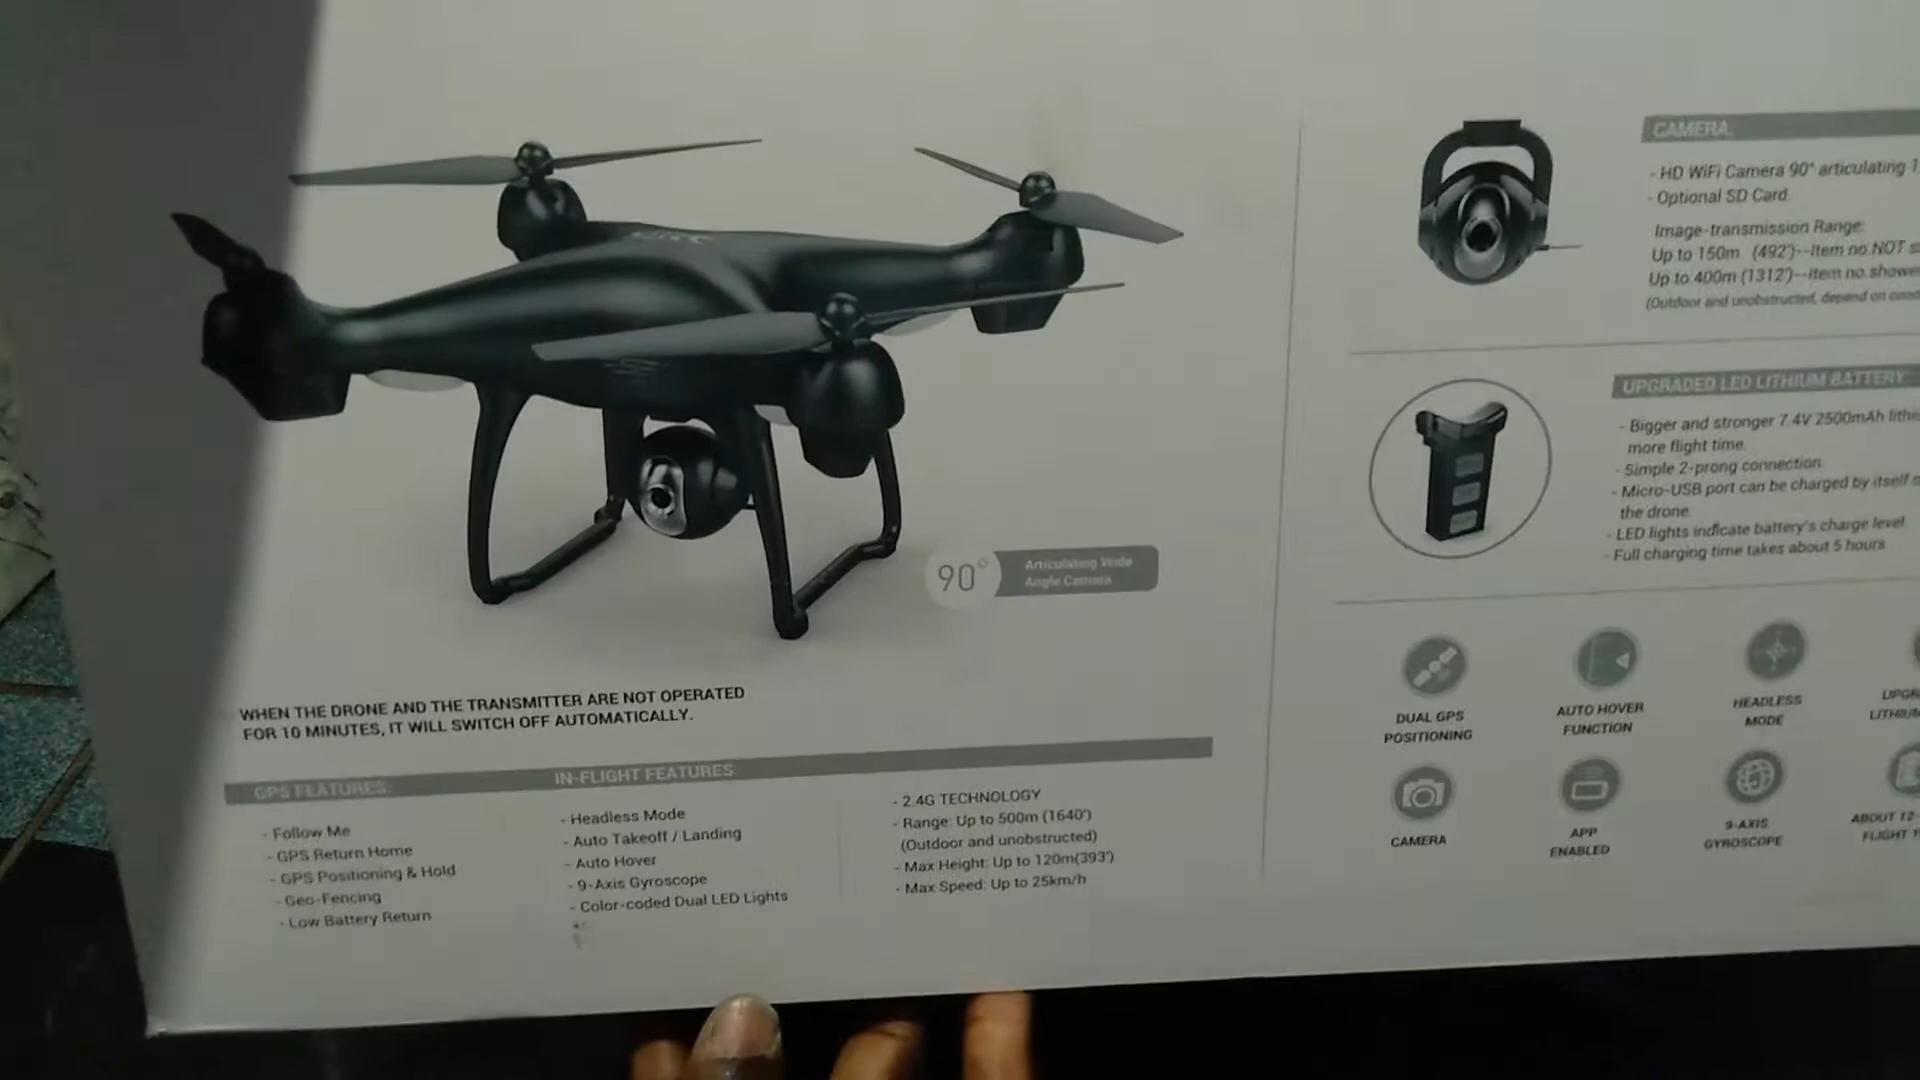 90°
Articulating Wide
Angle Camera
WHEN THE DRONE AND THE TRANSMITTER ARE NOT OPERATED
FOR 10 MINUTES, IT WILL SWITCH OFF AUTOMATICALLY.
GPS FEATURES:
- Follow Me
- GPS Return Home
- GPS Positioning & Hold
- Geo-Fencing
- Low Battery Return
IN-FLIGHT FEATURES
- Headless Mode
- Auto Takeoff / Landing
- Auto Hover
- 9-Axis Gyroscope
- Color-coded Dual LED Lights
- 2.4G TECHNOLOGY
- Range: Up to 500m (1640')
(Outdoor and unobstructed)
- Max Height: Up to 120m(393')
- Max Speed: Up to 25km/h
CAMERA
- HD WiFi Camera 90° articulating
- Optional SD Card
Image-transmission Range:
Up to 150m (492')--Item no.NOT
Up to 400m (1312')--Item no.
(Outdoor and unobstructed, depend on
UPGRADED LED LITHIUM BATTERY
- Bigger and stronger 7.4V 2500mAh
more flight time.
- Simple 2-prong connection.
- Micro-USB port can be charged by itself
the drone.
- LED lights indicate battery's charge level
- Full charging time takes about 5 hours
DUAL GPS
POSITIONING
AUTO HOVER
FUNCTION
HEADLESS
MODE
CAMERA
APP
ENABLED
9-AXIS
GYROSCOPE
ABOUT 12-
FLIGHT